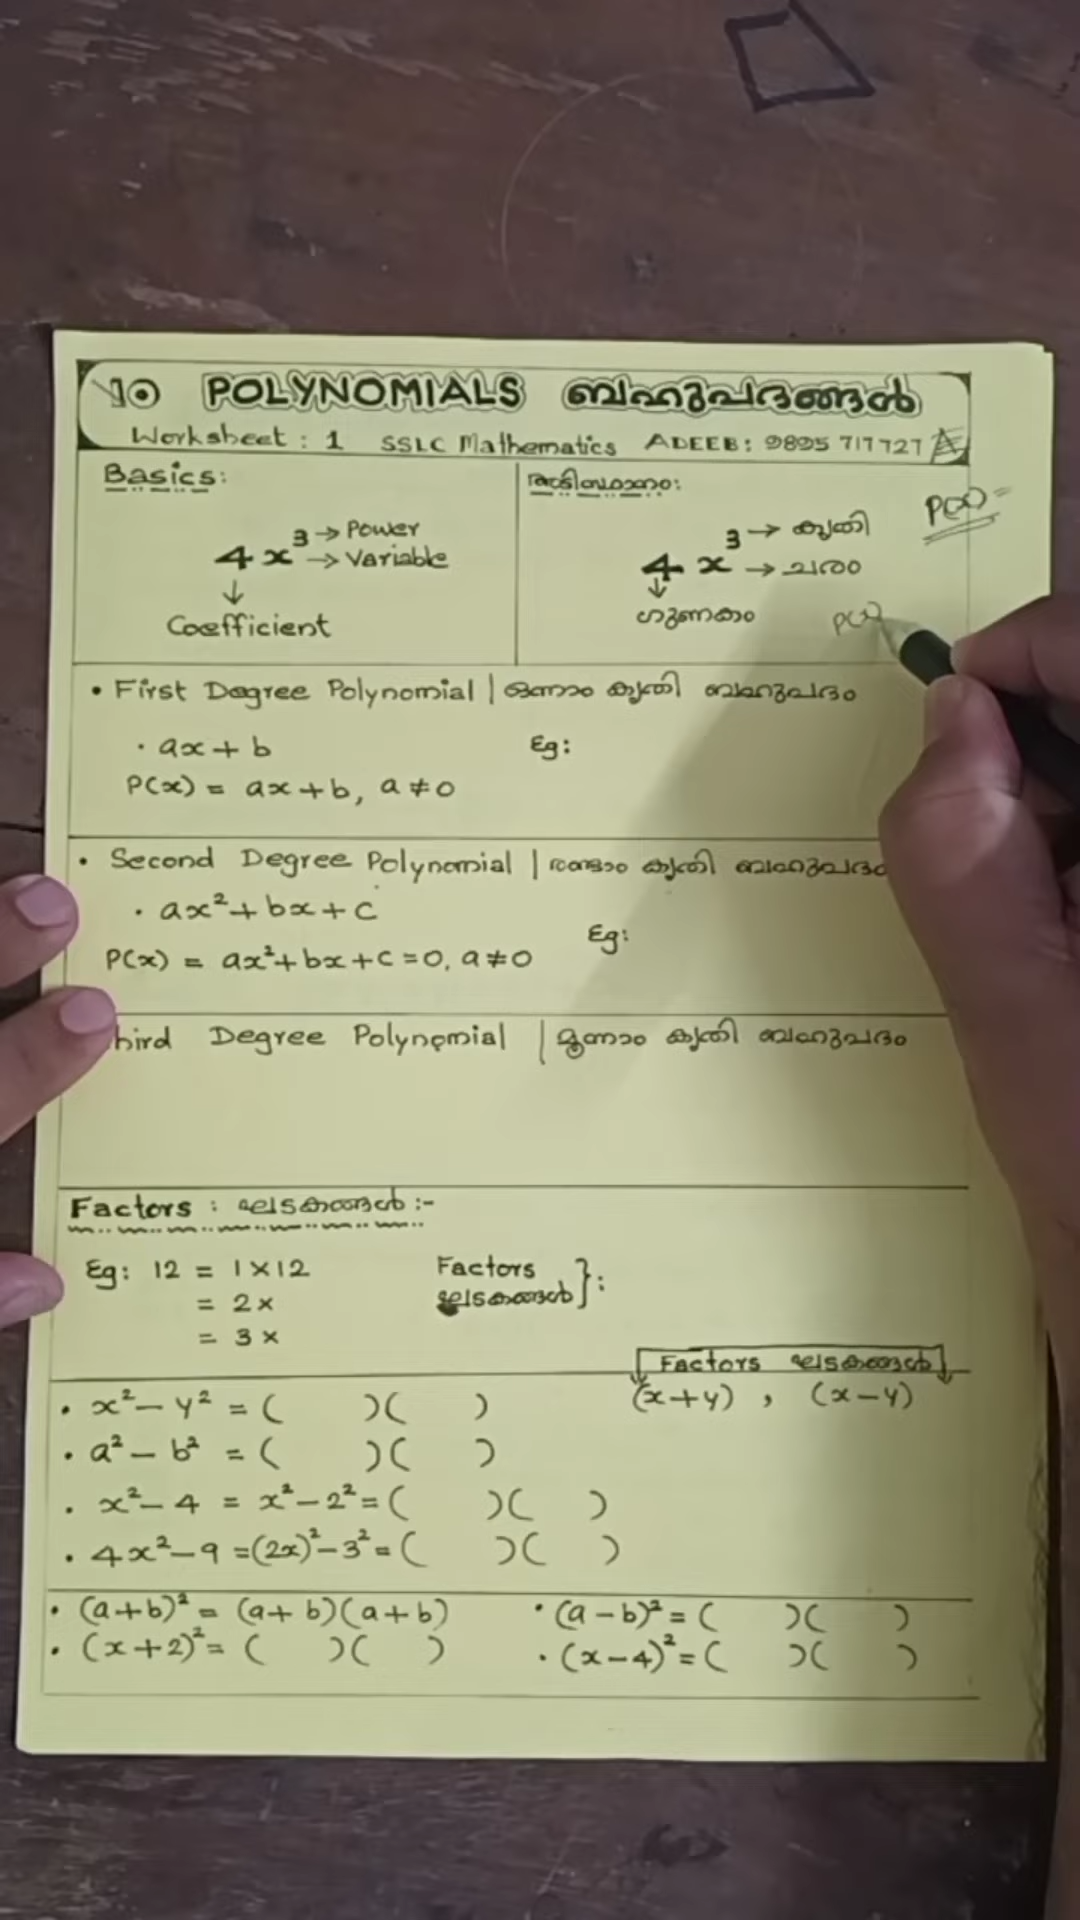 10 POLYNOMIALS ബഹുപദങ്ങൾ
Worksheet : 1 SSLC Mathematics ADEEB: 9895 717727 A
Basics:
3 → Power
4 x → Variable
↓
Coefficient
അടിസ്ഥാനം:
3 → കൃതി
4 x → ചരം
↓
ഗുണകം
P(x) =
P(x)
• First Degree Polynomial | ഒന്നാം കൃതി ബഹുപദം
· ax + b Eg:
P(x) = ax + b, a ≠ 0
• Second Degree Polynomial | രണ്ടാം കൃതി ബഹുപദം
· ax² + bx + c
Eg:
P(x) = ax² + bx + c = 0, a ≠ 0
hird Degree Polynomial | മൂന്നാം കൃതി ബഹുപദം
Factors : ഘടകങ്ങൾ :-
Eg: 12 = 1 × 12 Factors
= 2 × ഘടകങ്ങൾ } :
= 3 ×
Factors ഘടകങ്ങൾ
(x + y) , (x − y)
• x² − y² = ( )( )
• a² − b² = ( )( )
• x² − 4 = x² − 2² = ( )( )
• 4x² − 9 = (2x)² − 3² = ( )( )
• (a + b)² = (a + b)(a + b) • (a − b)² = ( )( )
• (x + 2)² = ( )( ) • (x − 4)² = ( )( )